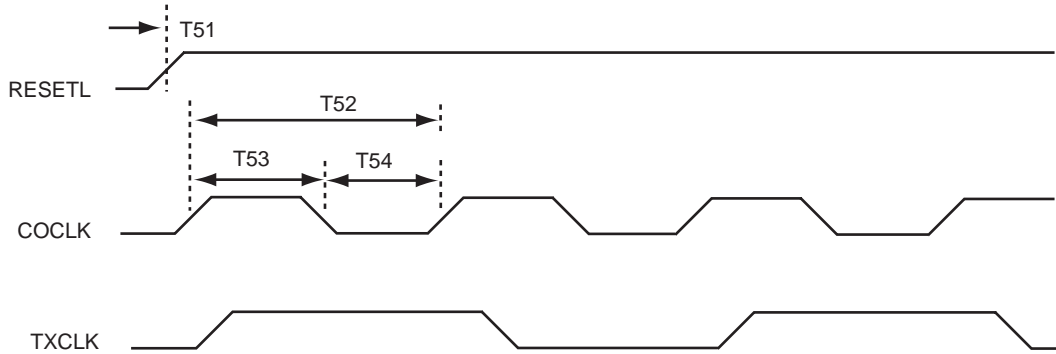 T51
RESETL
T52
T53 T54
COCLK
TXCLK